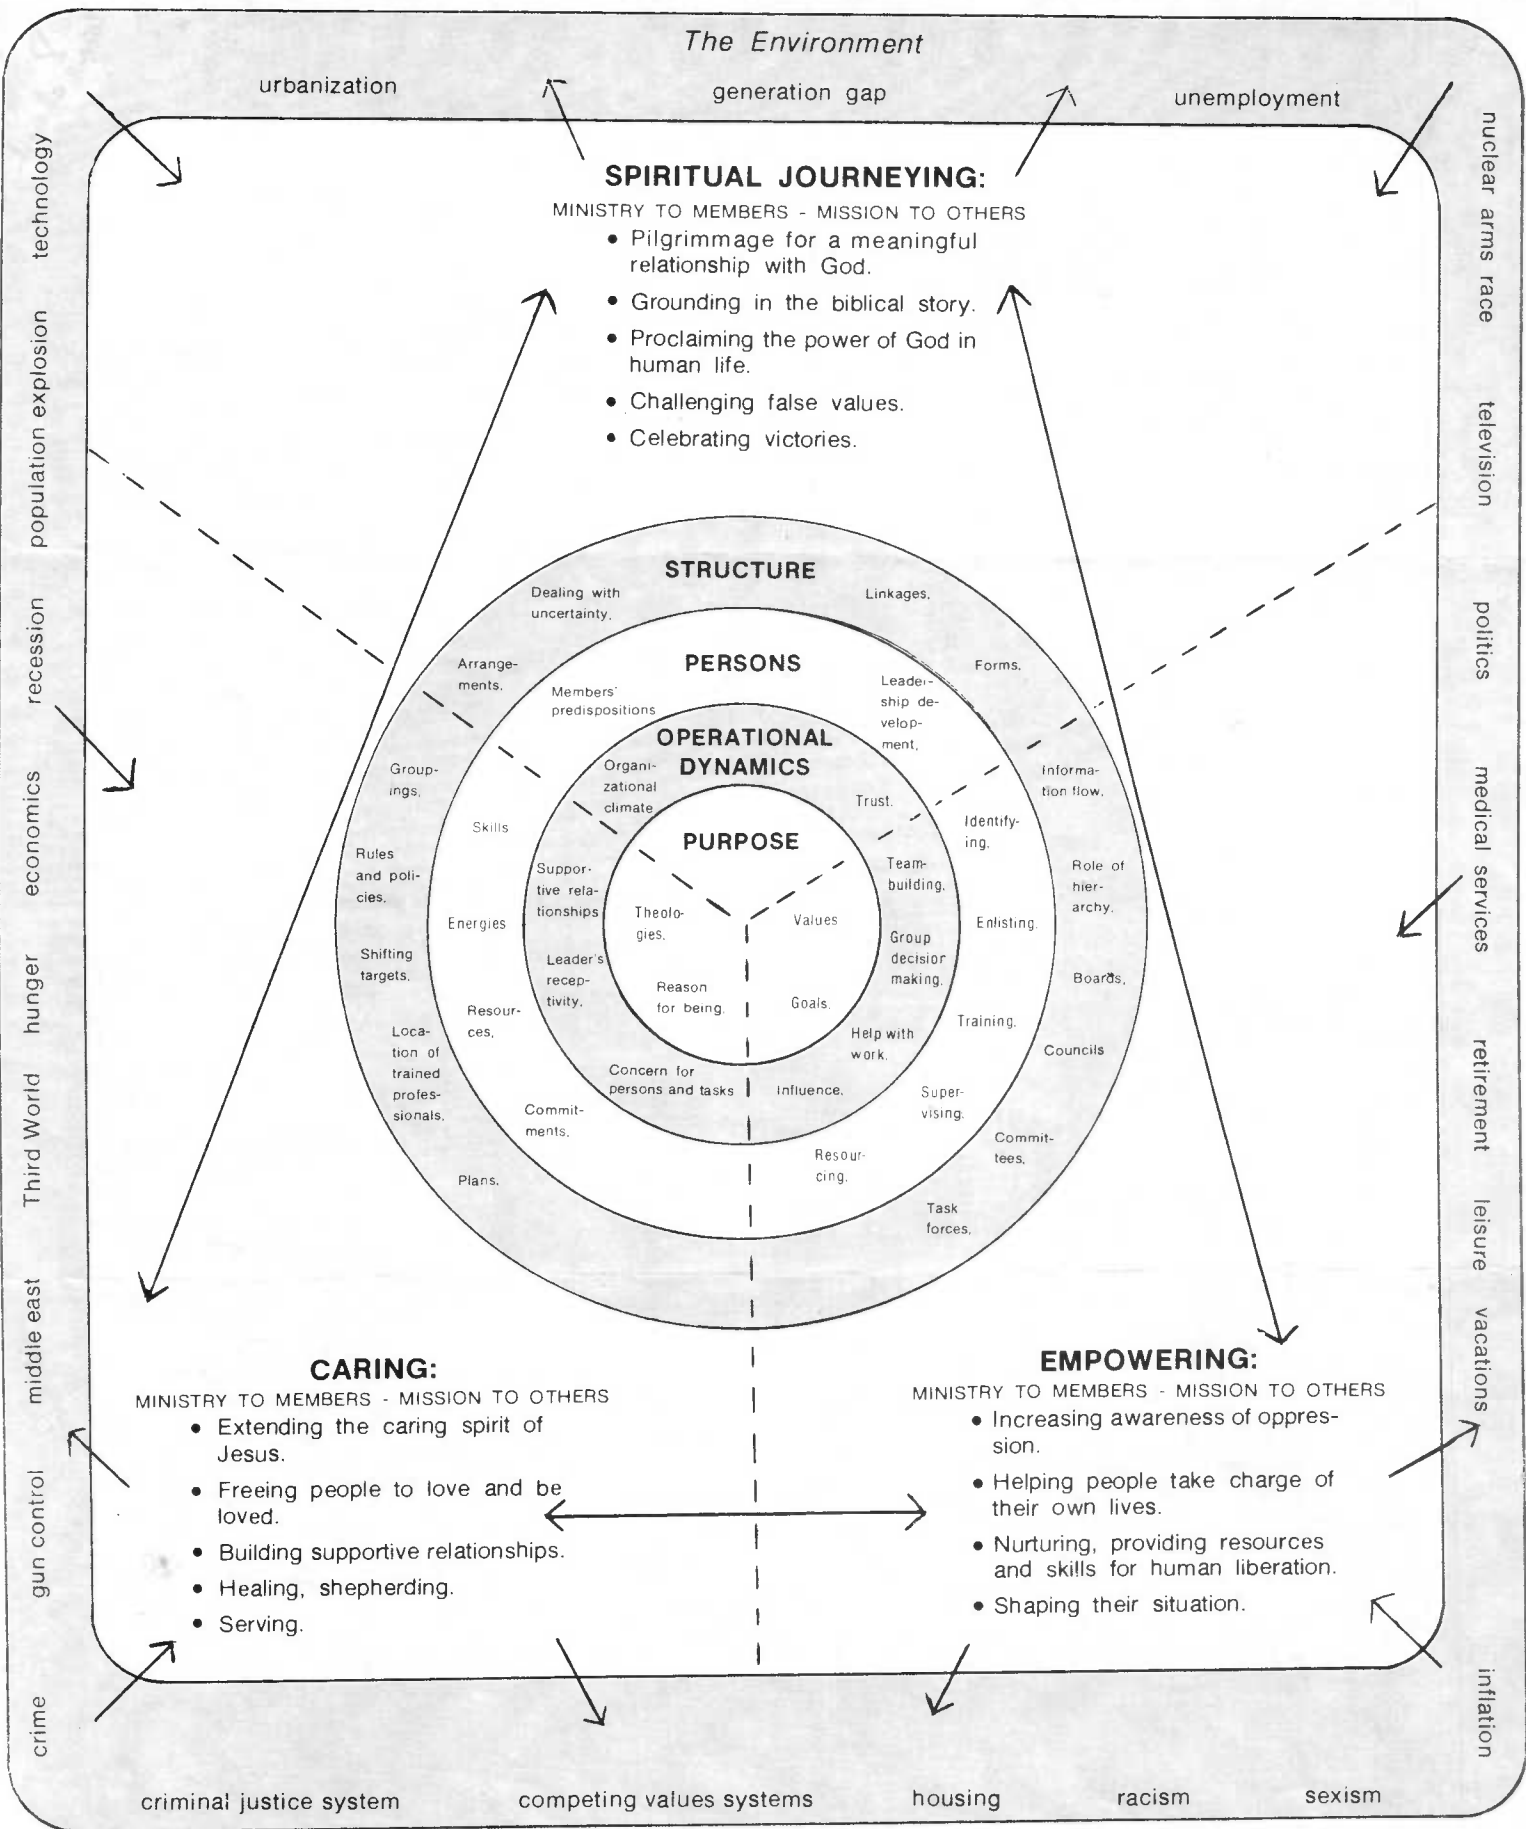 The Environment
urbanization
generation gap
unemployment
technology
population explosion
recession
economics
hunger
Third World
middle east
gun control
crime
nuclear arms race
television
politics
medical services
retirement
leisure
vacations
inflation
SPIRITUAL JOURNEYING:
MINISTRY TO MEMBERS - MISSION TO OTHERS
• Pilgrimmage for a meaningful
relationship with God.
• Grounding in the biblical story.
• Proclaiming the power of God in
human life.
• Challenging false values.
• Celebrating victories.
STRUCTURE
Dealing with
uncertainty.
Linkages.
Arrange-
ments.
Forms.
Group-
ings.
Informa-
tion flow.
Rules
and poli-
cies.
Role of
hier-
archy.
Shifting
targets.
Boards.
Loca-
tion of
trained
profes-
sionals.
Councils
Commit-
tees.
Plans.
Task
forces.
PERSONS
Members'
predispositions
Leader-
ship de-
velop-
ment.
Skills
Identify-
ing.
Energies
Enlisting.
Resour-
ces.
Training.
Commit-
ments.
Super-
vising.
Resour-
cing.
OPERATIONAL
DYNAMICS
Organi-
zational
climate
Trust.
Suppor-
tive rela-
tionships
Team-
building.
Leader's
recep-
tivity.
Group
decision
making.
Help with
work.
Concern for
persons and tasks
Influence.
PURPOSE
Theolo-
gies.
Values
Reason
for being.
Goals.
CARING:
MINISTRY TO MEMBERS - MISSION TO OTHERS
• Extending the caring spirit of
Jesus.
• Freeing people to love and be
loved.
• Building supportive relationships.
• Healing, shepherding.
• Serving.
EMPOWERING:
MINISTRY TO MEMBERS - MISSION TO OTHERS
• Increasing awareness of oppres-
sion.
• Helping people take charge of
their own lives.
• Nurturing, providing resources
and skills for human liberation.
• Shaping their situation.
criminal justice system
competing values systems
housing
racism
sexism